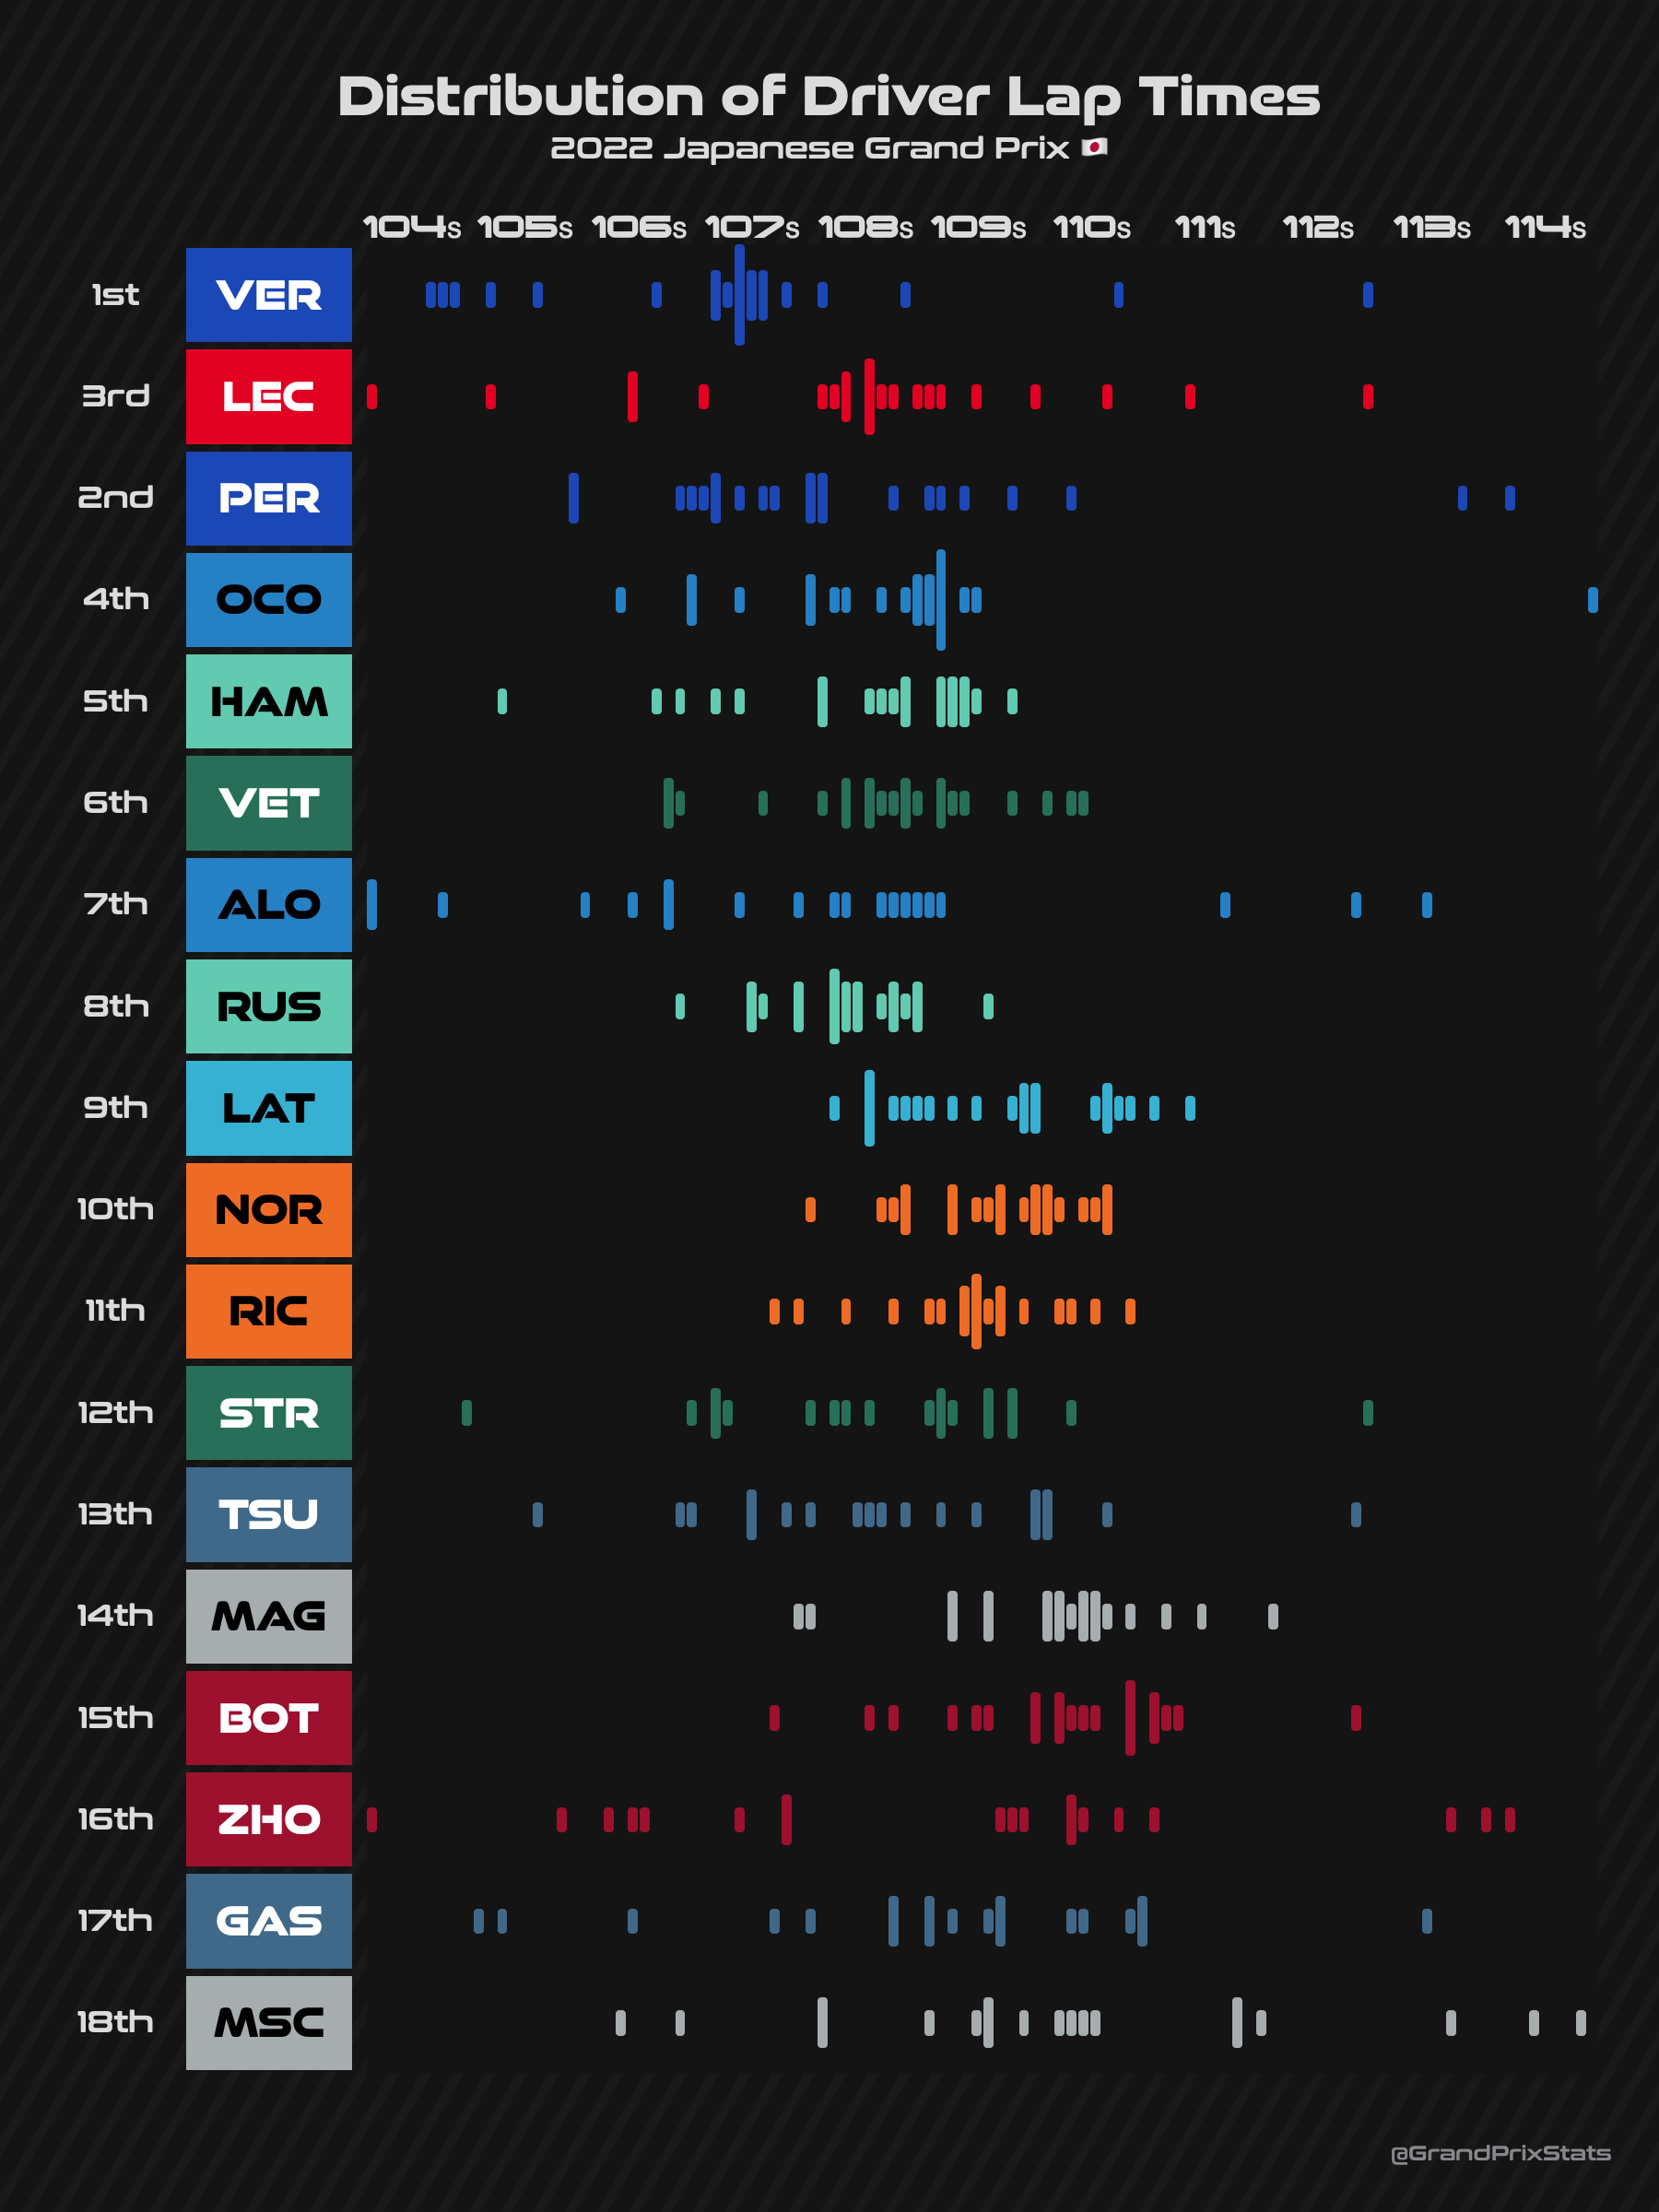 Distribution of Driver Lap Times
2022 Japanese Grand Prix 🇯🇵
104s 105s 106s 107s 108s 109s 110s 111s 112s 113s 114s
1st VER
3rd LEC
2nd PER
4th OCO
5th HAM
6th VET
7th ALO
8th RUS
9th LAT
10th NOR
11th RIC
12th STR
13th TSU
14th MAG
15th BOT
16th ZHO
17th GAS
18th MSC
@GrandPrixStats